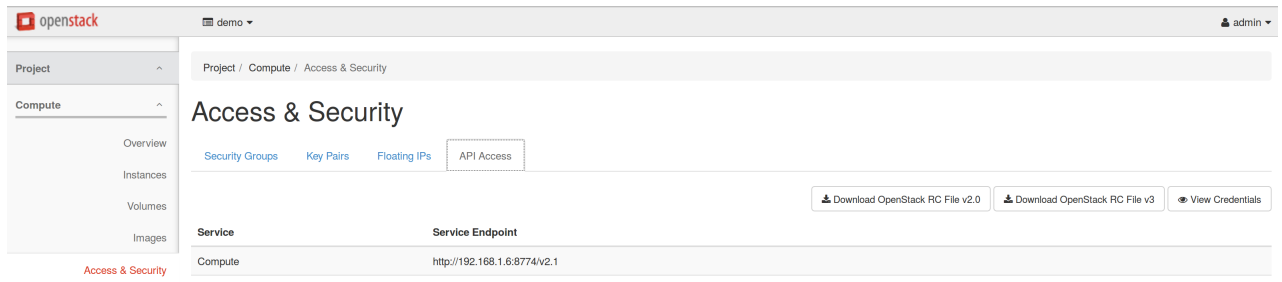 openstack
demo
admin
Project
Project / Compute / Access & Security
Compute
Access & Security
Overview
Security Groups Key Pairs Floating IPs API Access
Instances
Volumes
Download OpenStack RC File v2.0 Download OpenStack RC File v3 View Credentials
Images
Service Service Endpoint
Access & Security
Compute http://192.168.1.6:8774/v2.1